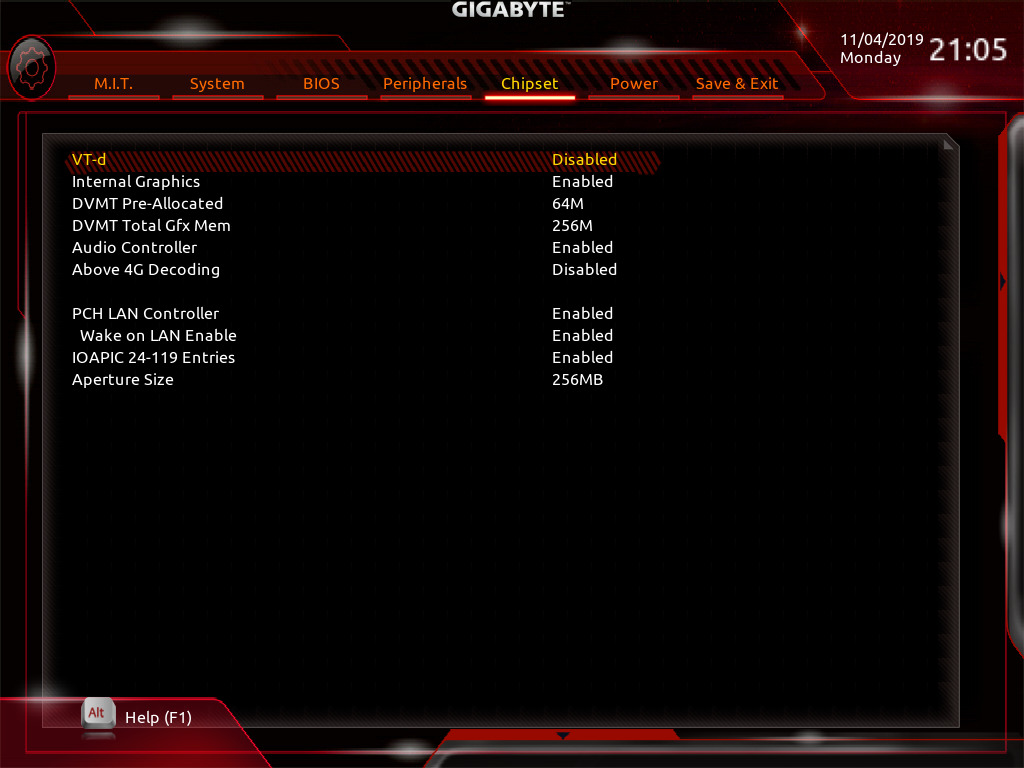 GIGABYTE™
11/04/2019 21:05
Monday
M.I.T. System BIOS Peripherals Chipset Power Save & Exit
VT-d Disabled
Internal Graphics Enabled
DVMT Pre-Allocated 64M
DVMT Total Gfx Mem 256M
Audio Controller Enabled
Above 4G Decoding Disabled
PCH LAN Controller Enabled
Wake on LAN Enable Enabled
IOAPIC 24-119 Entries Enabled
Aperture Size 256MB
Alt Help (F1)